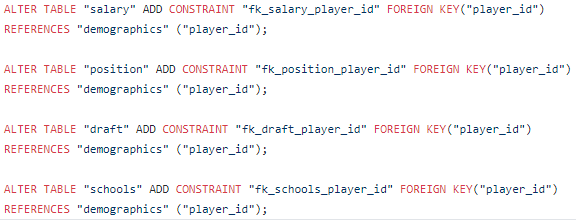 ALTER TABLE "salary" ADD CONSTRAINT "fk_salary_player_id" FOREIGN KEY("player_id")
REFERENCES "demographics" ("player_id");
ALTER TABLE "position" ADD CONSTRAINT "fk_position_player_id" FOREIGN KEY("player_id")
REFERENCES "demographics" ("player_id");
ALTER TABLE "draft" ADD CONSTRAINT "fk_draft_player_id" FOREIGN KEY("player_id")
REFERENCES "demographics" ("player_id");
ALTER TABLE "schools" ADD CONSTRAINT "fk_schools_player_id" FOREIGN KEY("player_id")
REFERENCES "demographics" ("player_id");